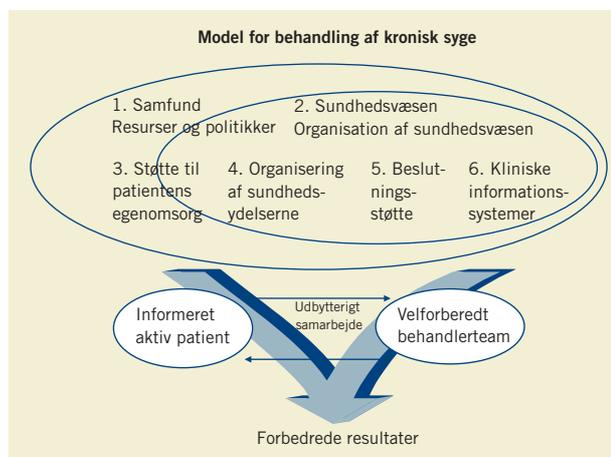 Model for behandling af kronisk syge
1. Samfund
Resurser og politikker
2. Sundhedsvæsen
Organisation af sundhedsvæsen
3. Støtte til
patientens
egenomsorg
4. Organisering
af sundheds-
ydelserne
5. Beslut-
nings-
støtte
6. Kliniske
informations-
systemer
Informeret
aktiv patient
Udbytterigt
samarbejde
Velforberedt
behandlerteam
Forbedrede resultater